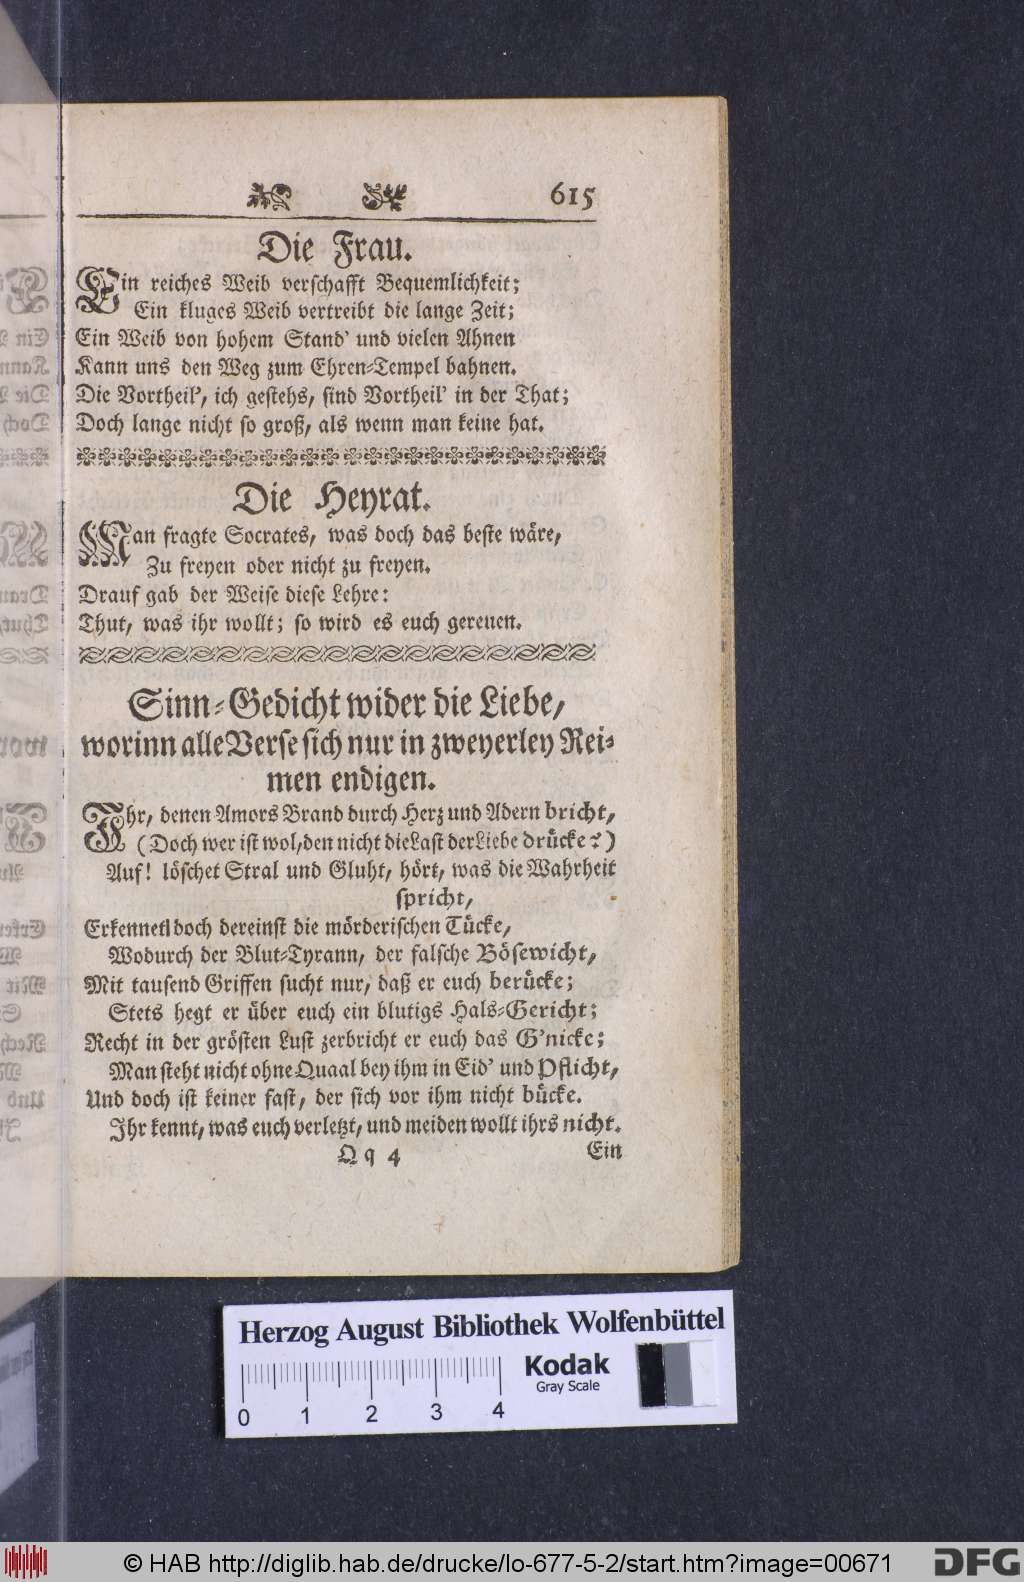 615
Die Frau.
Ein reiches Weib verschafft Bequemlichkeit;
Ein kluges Weib vertreibt die lange Zeit;
Ein Weib von hohem Stand' und vielen Ahnen
Kann uns den Weg zum Ehren-Tempel bahnen.
Die Vortheil', ich gestehs, sind Vortheil' in der That;
Doch lange nicht so groß, als wenn man keine hat.
Die Heyrat.
Man fragte Socrates, was doch das beste wäre,
Zu freyen oder nicht zu freyen.
Drauf gab der Weise diese Lehre:
Thut, was ihr wollt; so wird es euch gereuen.
Sinn-Gedicht wider die Liebe,
worinn alle Verse sich nur in zweyerley Rei-
men endigen.
Ihr, denen Amors Brand durch Herz und Adern bricht,
(Doch wer ist wol, den nicht die Last der Liebe drücke?)
Auf! löschet Stral und Gluht, hört, was die Wahrheit
spricht,
Erkennet doch dereinst die mörderischen Tücke,
Wodurch der Blut-Tyrann, der falsche Bösewicht,
Mit tausend Griffen sucht nur, daß er euch berücke;
Stets hegt er über euch ein blutigs Hals-Gericht;
Recht in der grösten Lust zerbricht er euch das G'nicke;
Man steht nicht ohne Quaal bey ihm in Eid' und Pflicht,
Und doch ist keiner fast, der sich vor ihm nicht bücke.
Ihr kennt, was euch verletzt, und meiden wollt ihrs nicht.
Qq 4 Ein
Herzog August Bibliothek Wolfenbüttel
Kodak
Gray Scale
0 1 2 3 4
© HAB http://diglib.hab.de/drucke/lo-677-5-2/start.htm?image=00671
DFG